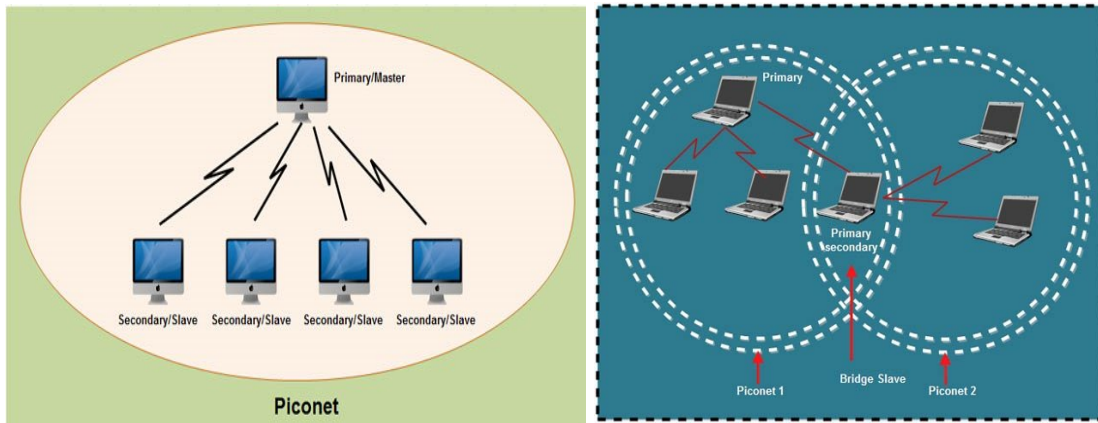 Primary/Master
Secondary/Slave
Secondary/Slave
Secondary/Slave
Secondary/Slave
Piconet
Primary
Primary
secondary
Bridge Slave
Piconet 1
Piconet 2